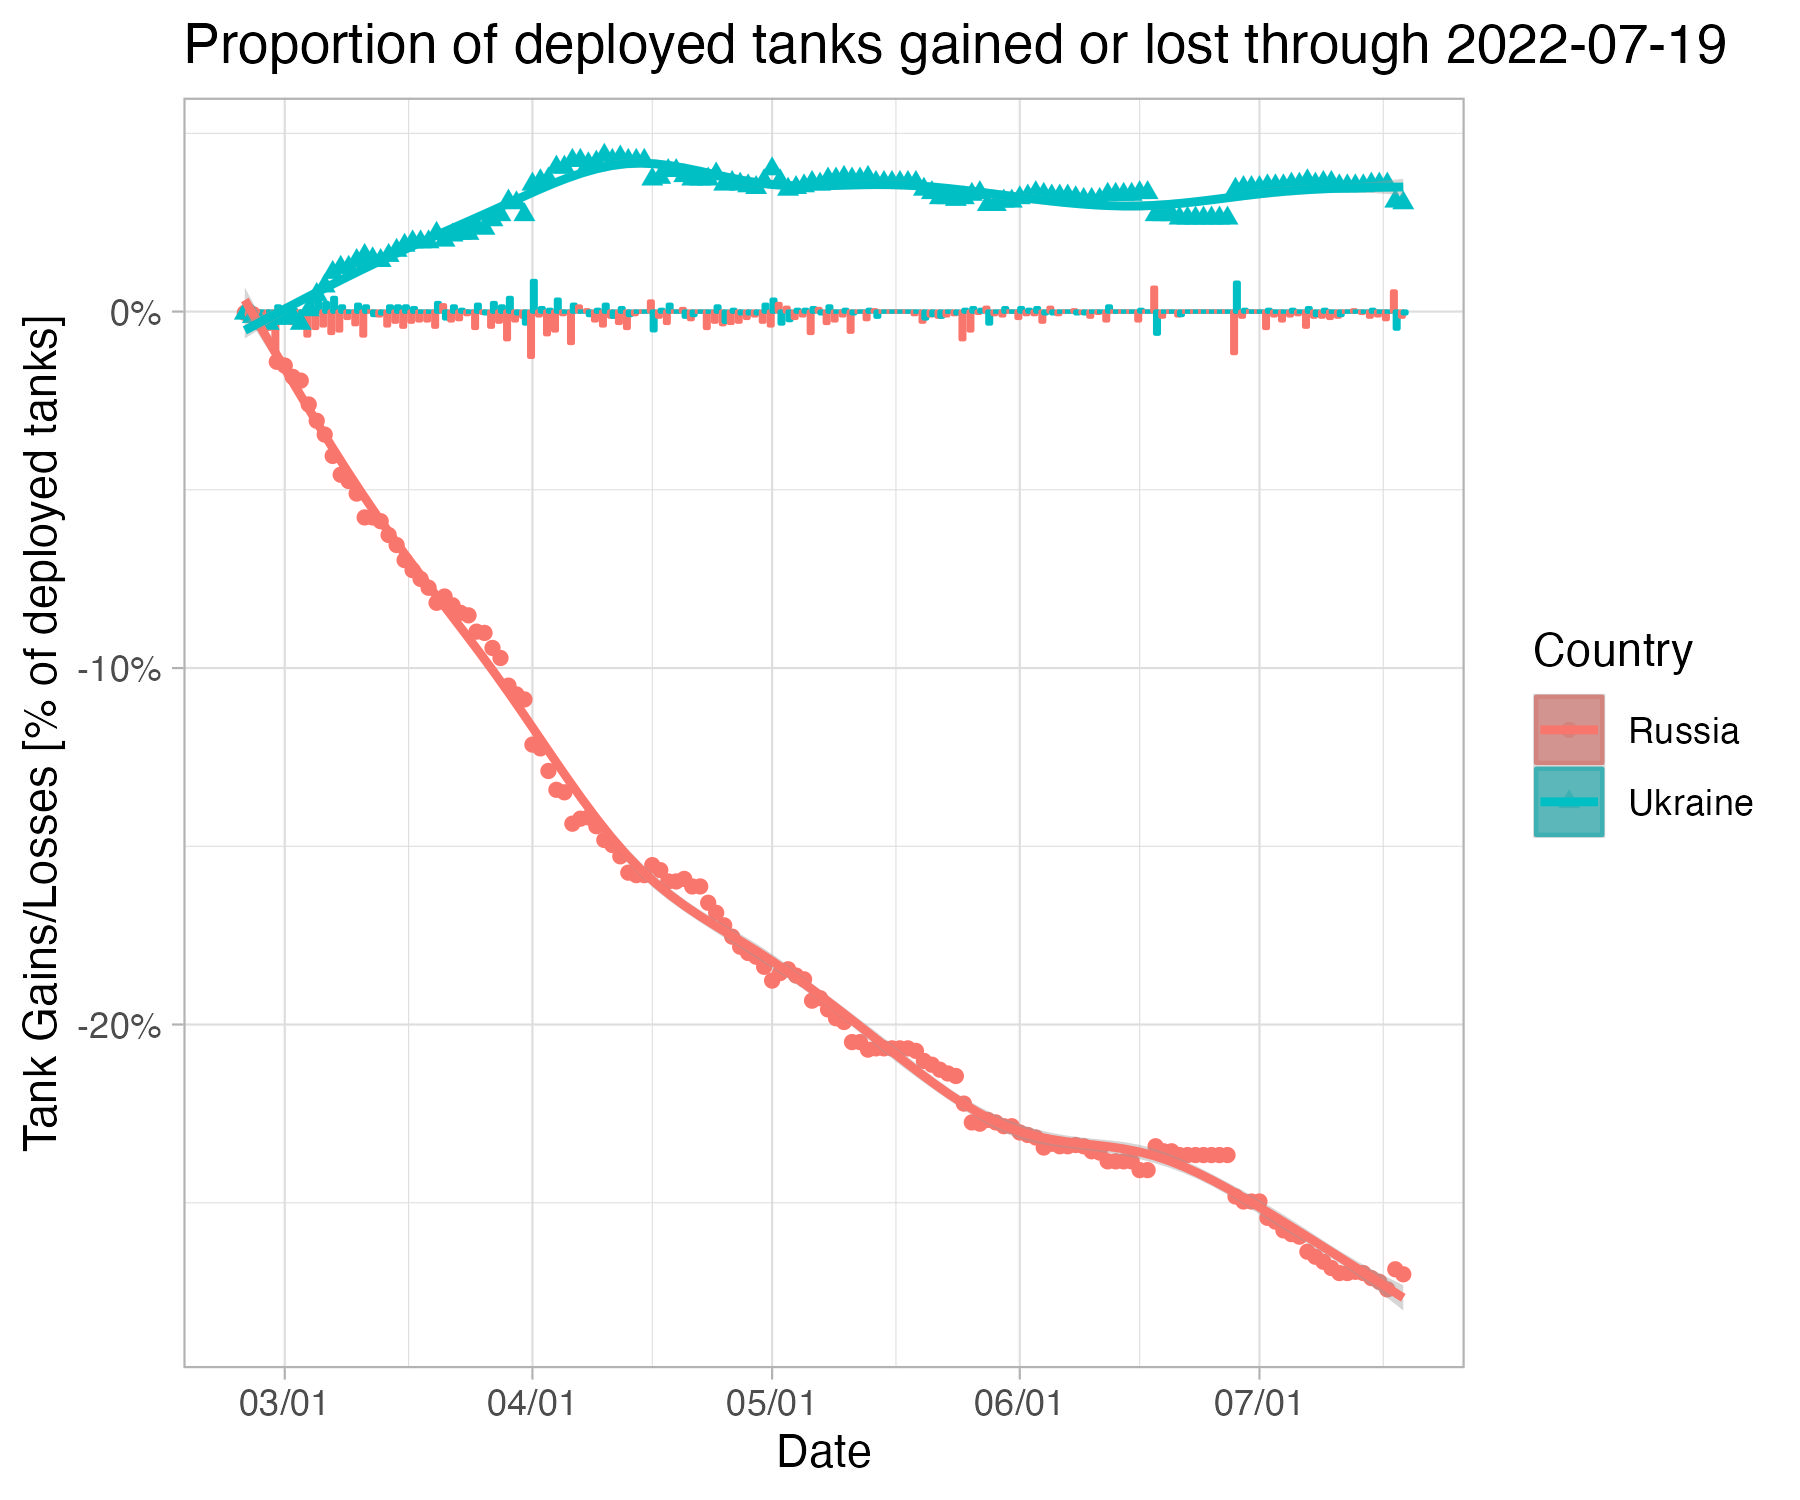 Proportion of deployed tanks gained or lost through 2022-07-19
Tank Gains/Losses [% of deployed tanks]
0%
-10%
-20%
03/01
04/01
05/01
06/01
07/01
Date
Country
Russia
Ukraine